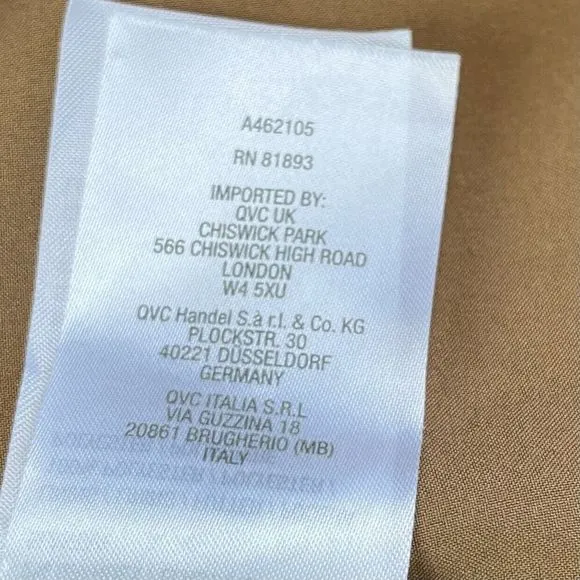 A462105
RN 81893
IMPORTED BY:
QVC UK
CHISWICK PARK
566 CHISWICK HIGH ROAD
LONDON
W4 5XU
QVC Handel S.à r.l. & Co. KG
PLOCKSTR. 30
40221 DÜSSELDORF
GERMANY
QVC ITALIA S.R.L
VIA GUZZINA 18
20861 BRUGHERIO (MB)
ITALY